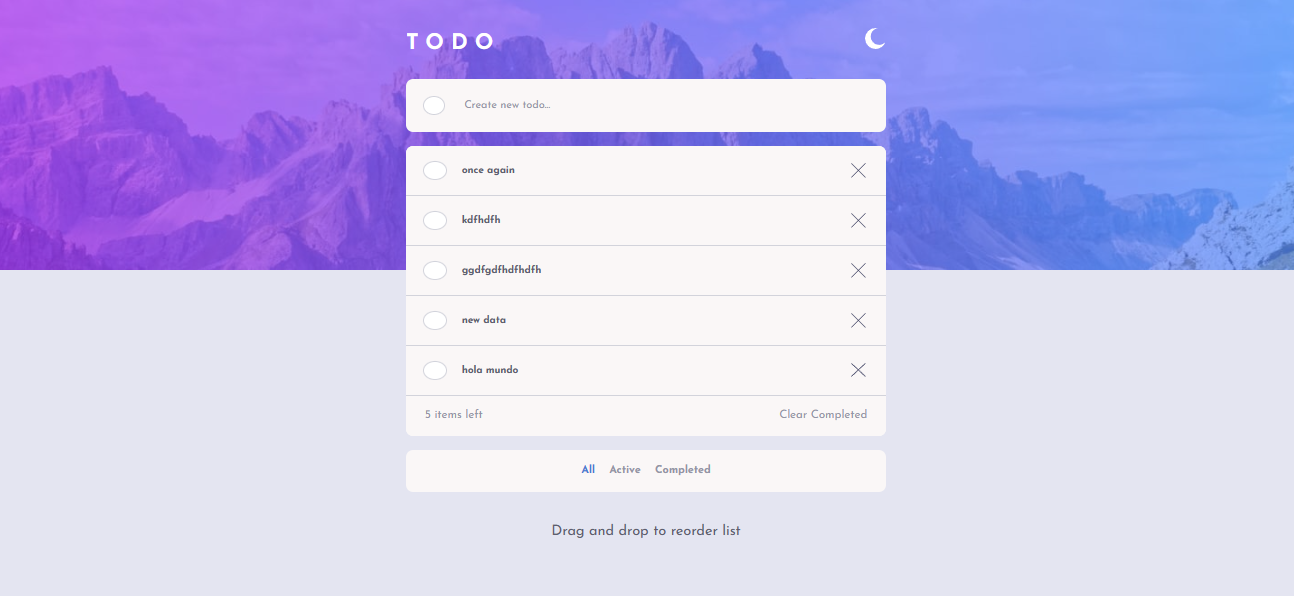 TODO
Create new todo...
once again
kdfhdfh
ggdfgdfhdfhdfh
new data
hola mundo
5 items left Clear Completed
All Active Completed
Drag and drop to reorder list